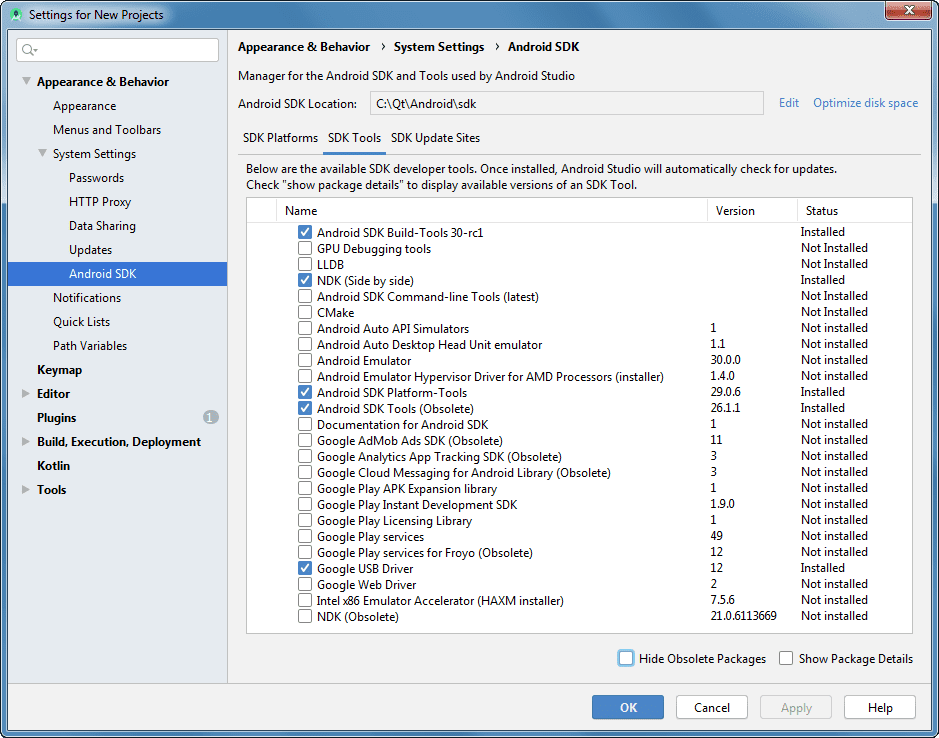 Settings for New Projects
Appearance & Behavior
Appearance
Menus and Toolbars
System Settings
Passwords
HTTP Proxy
Data Sharing
Updates
Android SDK
Notifications
Quick Lists
Path Variables
Keymap
Editor
Plugins 1
Build, Execution, Deployment
Kotlin
Tools
Appearance & Behavior › System Settings › Android SDK
Manager for the Android SDK and Tools used by Android Studio
Android SDK Location: C:\Qt\Android\sdk Edit Optimize disk space
SDK Platforms SDK Tools SDK Update Sites
Below are the available SDK developer tools. Once installed, Android Studio will automatically check for updates.
Check "show package details" to display available versions of an SDK Tool.
Name Version Status
Android SDK Build-Tools 30-rc1 Installed
GPU Debugging tools Not Installed
LLDB Not Installed
NDK (Side by side) Installed
Android SDK Command-line Tools (latest) Not Installed
CMake Not Installed
Android Auto API Simulators 1 Not installed
Android Auto Desktop Head Unit emulator 1.1 Not installed
Android Emulator 30.0.0 Not installed
Android Emulator Hypervisor Driver for AMD Processors (installer) 1.4.0 Not installed
Android SDK Platform-Tools 29.0.6 Installed
Android SDK Tools (Obsolete) 26.1.1 Installed
Documentation for Android SDK 1 Not installed
Google AdMob Ads SDK (Obsolete) 11 Not installed
Google Analytics App Tracking SDK (Obsolete) 3 Not installed
Google Cloud Messaging for Android Library (Obsolete) 3 Not installed
Google Play APK Expansion library 1 Not installed
Google Play Instant Development SDK 1.9.0 Not installed
Google Play Licensing Library 1 Not installed
Google Play services 49 Not installed
Google Play services for Froyo (Obsolete) 12 Not installed
Google USB Driver 12 Installed
Google Web Driver 2 Not installed
Intel x86 Emulator Accelerator (HAXM installer) 7.5.6 Not installed
NDK (Obsolete) 21.0.6113669 Not installed
Hide Obsolete Packages Show Package Details
OK Cancel Apply Help